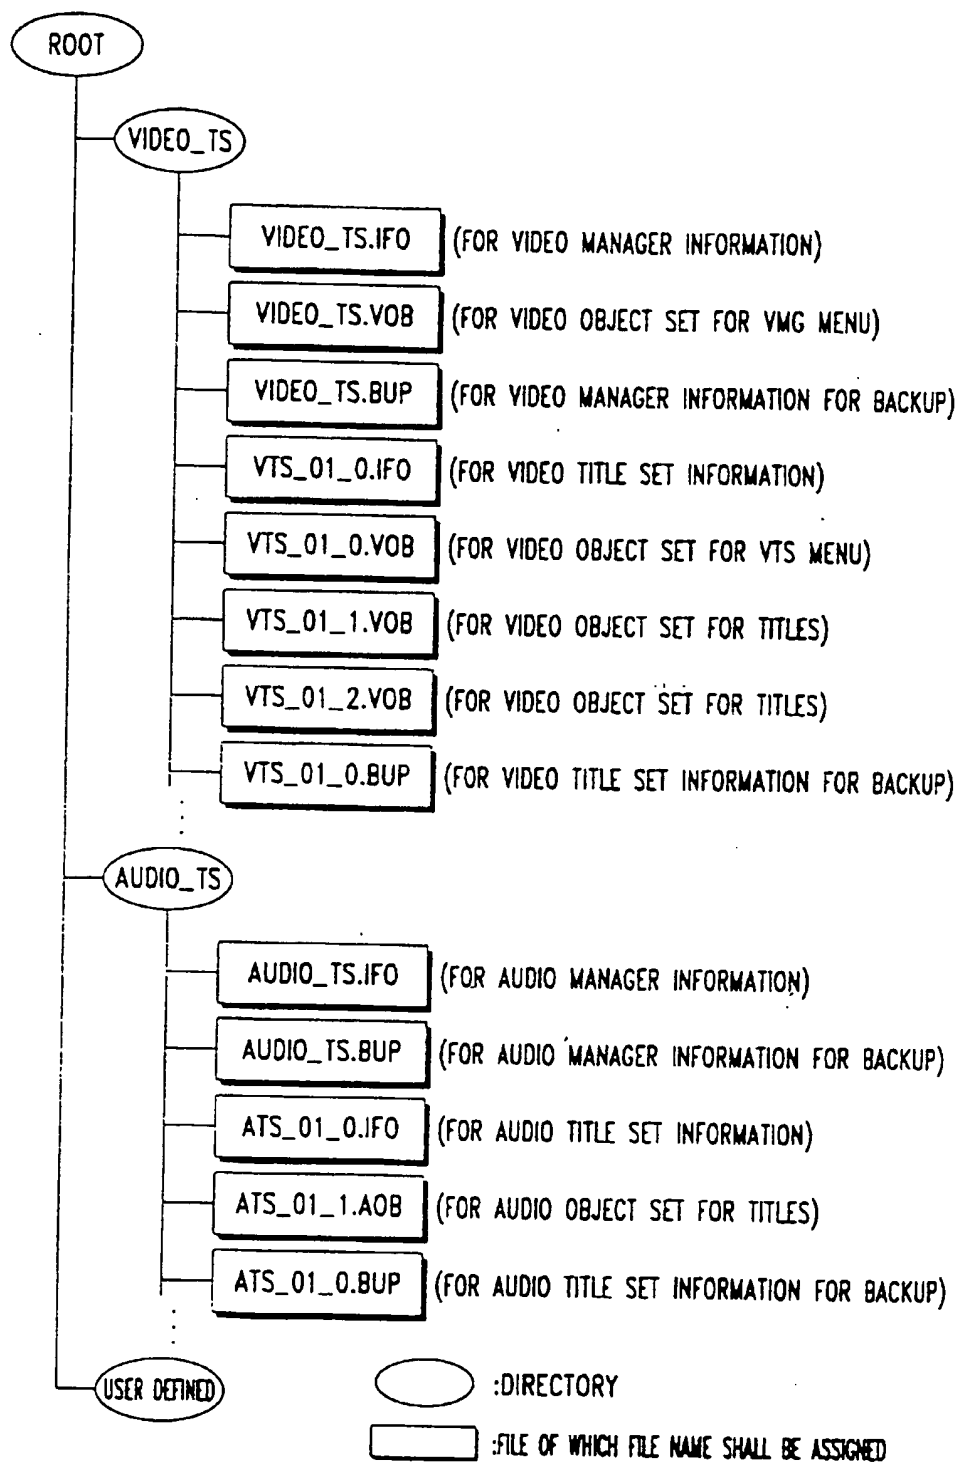 ROOT
VIDEO_TS
VIDEO_TS.IFO (FOR VIDEO MANAGER INFORMATION)
VIDEO_TS.VOB (FOR VIDEO OBJECT SET FOR VMG MENU)
VIDEO_TS.BUP (FOR VIDEO MANAGER INFORMATION FOR BACKUP)
VTS_01_0.IFO (FOR VIDEO TITLE SET INFORMATION)
VTS_01_0.VOB (FOR VIDEO OBJECT SET FOR VTS MENU)
VTS_01_1.VOB (FOR VIDEO OBJECT SET FOR TITLES)
VTS_01_2.VOB (FOR VIDEO OBJECT SET FOR TITLES)
VTS_01_0.BUP (FOR VIDEO TITLE SET INFORMATION FOR BACKUP)
AUDIO_TS
AUDIO_TS.IFO (FOR AUDIO MANAGER INFORMATION)
AUDIO_TS.BUP (FOR AUDIO MANAGER INFORMATION FOR BACKUP)
ATS_01_0.IFO (FOR AUDIO TITLE SET INFORMATION)
ATS_01_1.AOB (FOR AUDIO OBJECT SET FOR TITLES)
ATS_01_0.BUP (FOR AUDIO TITLE SET INFORMATION FOR BACKUP)
USER DEFINED
:DIRECTORY
:FILE OF WHICH FILE NAME SHALL BE ASSIGNED